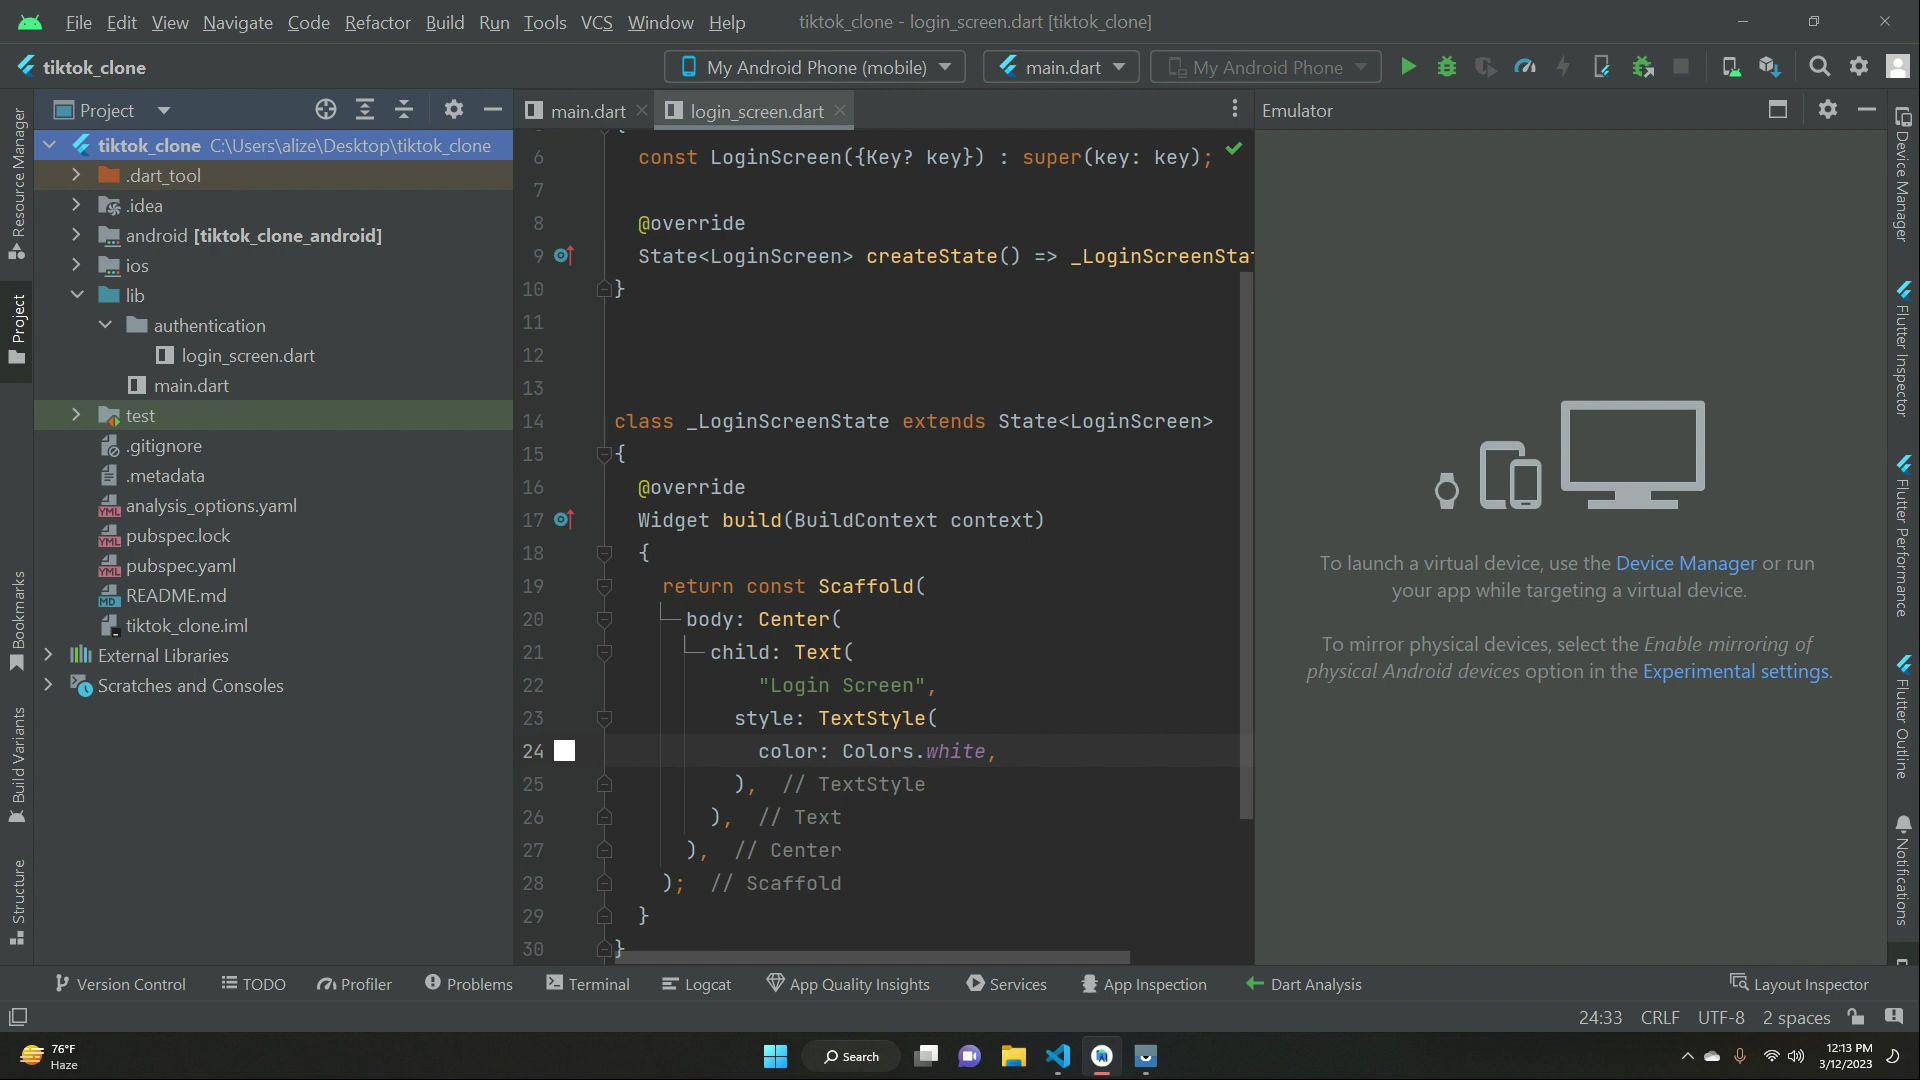 File Edit View Navigate Code Refactor Build Run Tools VCS Window Help tiktok_clone - login_screen.dart [tiktok_clone]
tiktok_clone My Android Phone (mobile) main.dart My Android Phone
Project main.dart login_screen.dart Emulator
tiktok_clone C:\Users\alize\Desktop\tiktok_clone
.dart_tool
.idea
android [tiktok_clone_android]
ios
lib
authentication
login_screen.dart
main.dart
test
.gitignore
.metadata
analysis_options.yaml
pubspec.lock
pubspec.yaml
README.md
tiktok_clone.iml
External Libraries
Scratches and Consoles
Resource Manager
Project
Bookmarks
Build Variants
Structure
6 const LoginScreen({Key? key}) : super(key: key);
7
8 @override
9 State<LoginScreen> createState() => _LoginScreenStat
10 }
11
12
13
14 class _LoginScreenState extends State<LoginScreen>
15 {
16 @override
17 Widget build(BuildContext context)
18 {
19 return const Scaffold(
20 body: Center(
21 child: Text(
22 "Login Screen",
23 style: TextStyle(
24 color: Colors.white,
25 ), // TextStyle
26 ), // Text
27 ), // Center
28 ); // Scaffold
29 }
30 }
To launch a virtual device, use the Device Manager or run
your app while targeting a virtual device.
To mirror physical devices, select the Enable mirroring of
physical Android devices option in the Experimental settings.
Device Manager
Flutter Inspector
Flutter Performance
Flutter Outline
Notifications
Version Control TODO Profiler Problems Terminal Logcat App Quality Insights Services App Inspection Dart Analysis Layout Inspector
24:33 CRLF UTF-8 2 spaces
76°F
Haze
Search
12:13 PM
3/12/2023